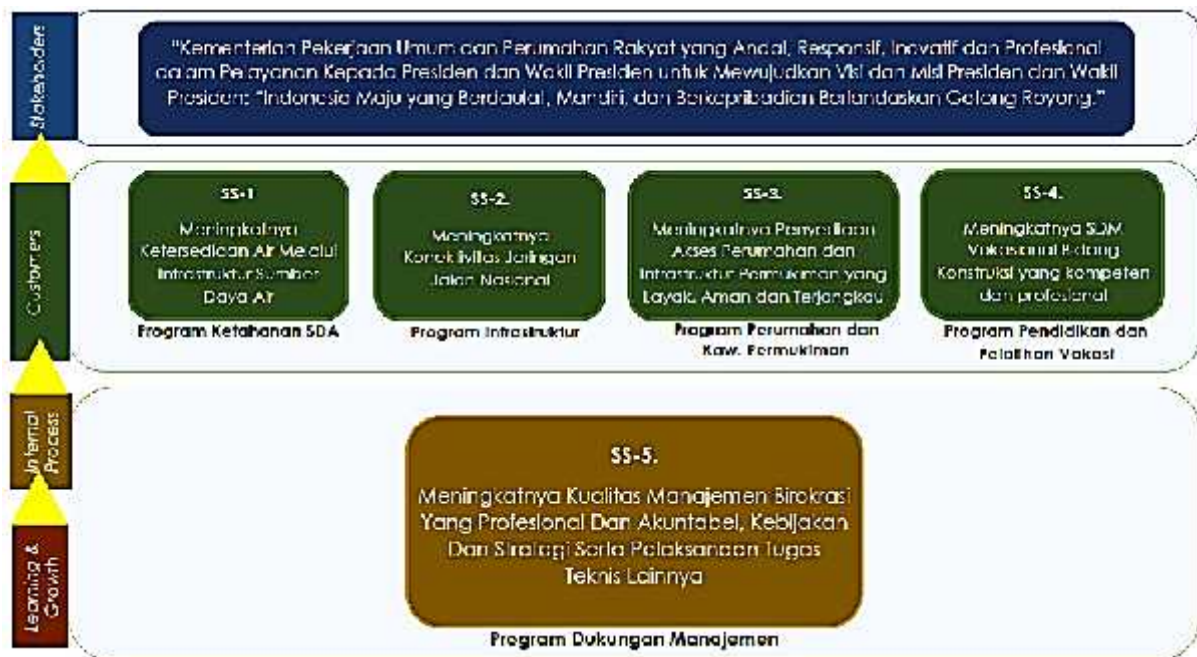 Stakeholders
"Kementerian Pekerjaan Umum dan Perumahan Rakyat yang Andal, Responsif, Inovatif dan Profesional
dalam Pelayanan Kepada Presiden dan Wakil Presiden untuk Mewujudkan Visi dan Misi Presiden dan Wakil
Presiden: "Indonesia Maju yang Berdaulat, Mandiri, dan Berkepribadian Berlandaskan Gotong Royong."
Customers
SS-1
Meningkatnya
Ketersediaan Air Melalui
Infrastruktur Sumber
Daya Air
Program Ketahanan SDA
SS-2.
Meningkatnya
Konektivitas Jaringan
Jalan Nasional
Program Infrastruktur
SS-3.
Meningkatnya Penyediaan
Akses Perumahan dan
Infrastruktur Permukiman yang
Layak, Aman dan Terjangkau
Program Perumahan dan
Kaw. Permukiman
SS-4.
Meningkatnya SDM
Vokasional Bidang
Konstruksi yang kompeten
dan profesional
Program Pendidikan dan
Pelatihan Vokasi
Internal
Process
Learning &
Growth
SS-5.
Meningkatnya Kualitas Manajemen Birokrasi
Yang Profesional Dan Akuntabel, Kebijakan
Dan Strategi Serta Pelaksanaan Tugas
Teknis Lainnya
Program Dukungan Manajemen